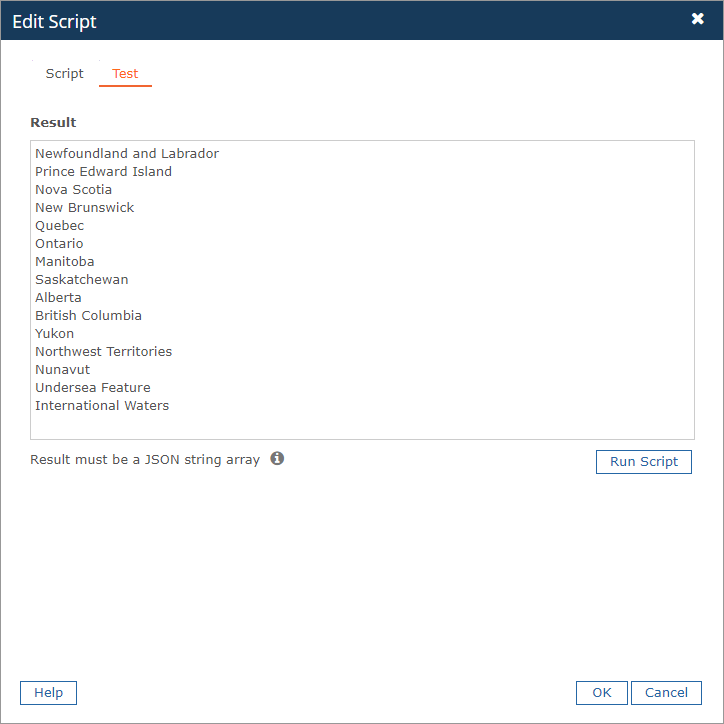 Edit Script
Script Test
Result
Newfoundland and Labrador
Prince Edward Island
Nova Scotia
New Brunswick
Quebec
Ontario
Manitoba
Saskatchewan
Alberta
British Columbia
Yukon
Northwest Territories
Nunavut
Undersea Feature
International Waters
Result must be a JSON string array
Run Script
Help OK Cancel